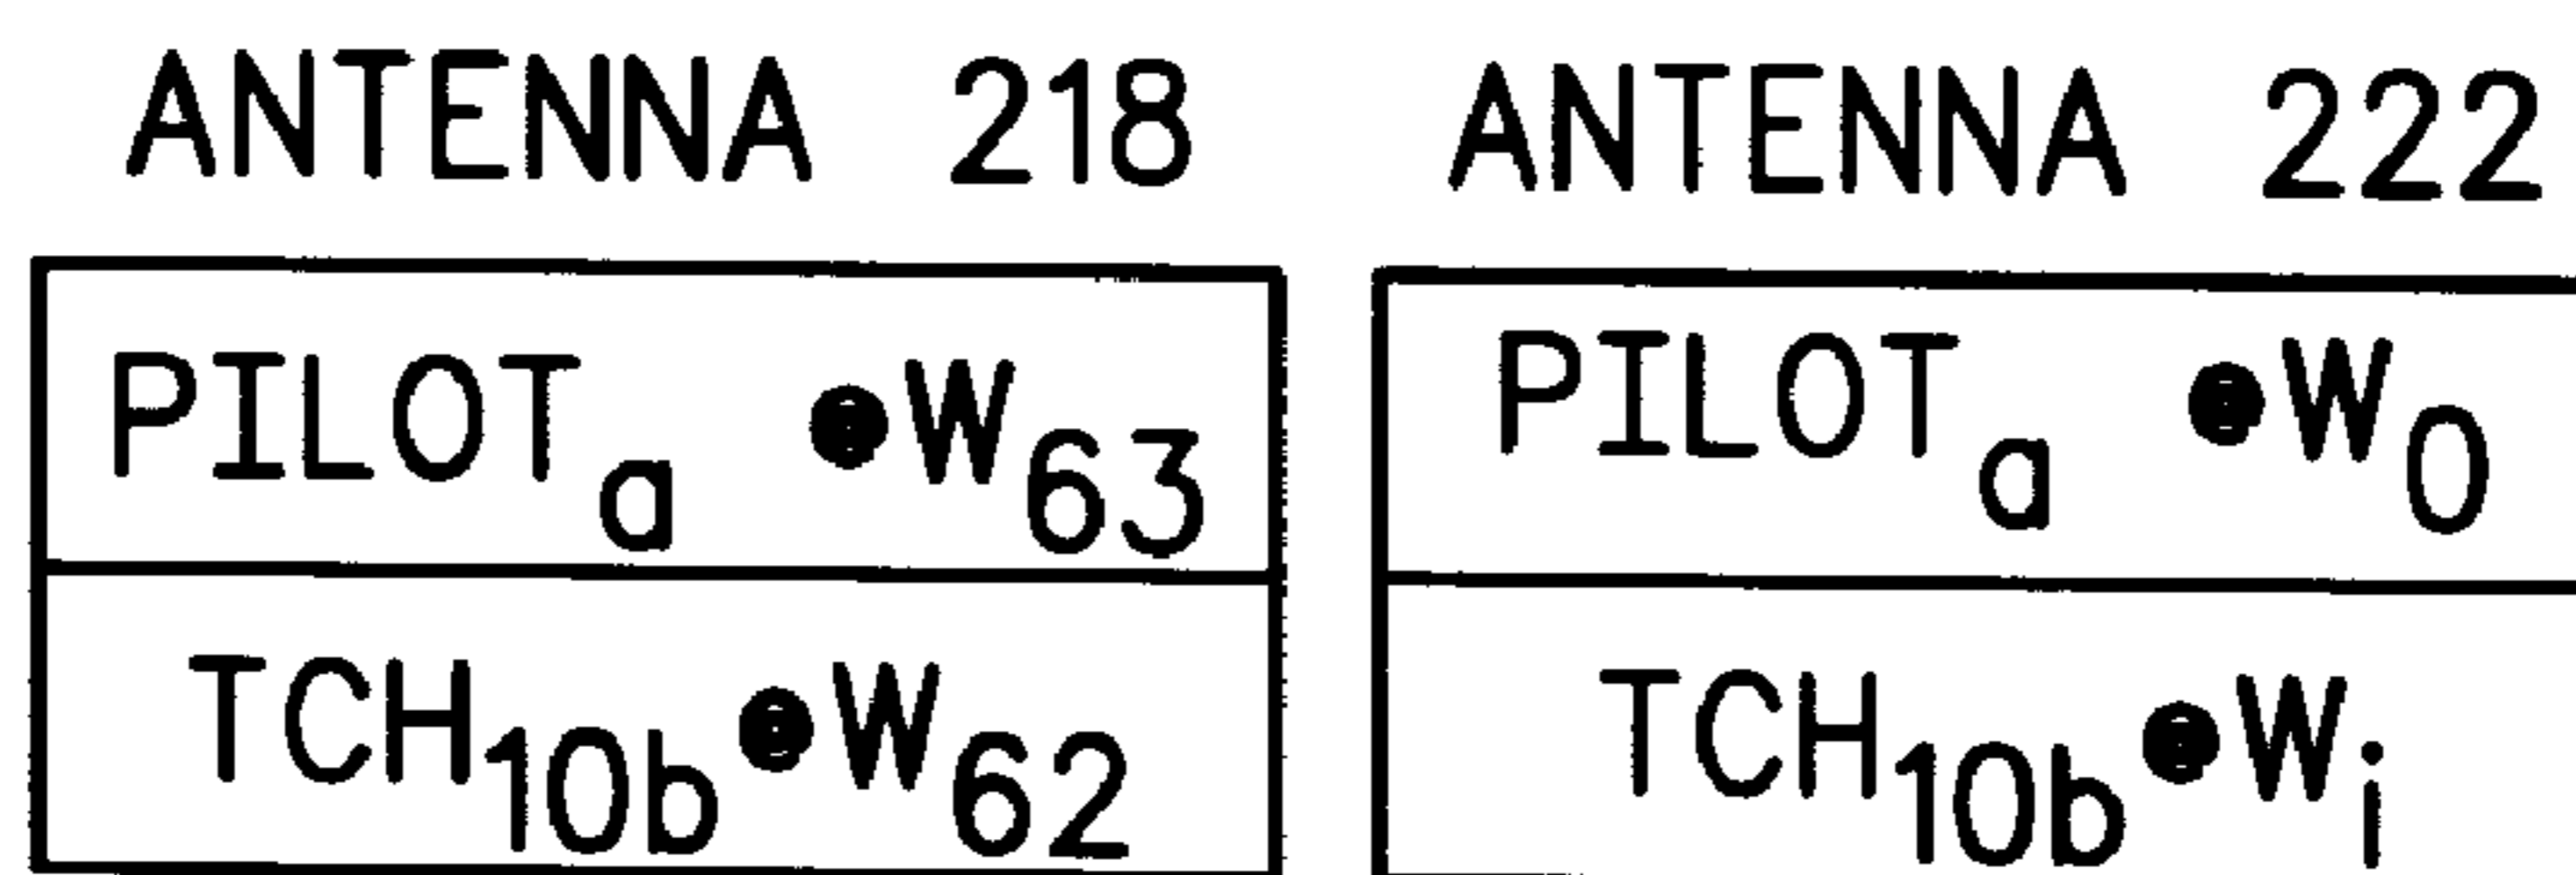 ANTENNA 218 ANTENNA 222
PILOTa •W63 PILOTa •W0
TCH10b•W62 TCH10b•Wi